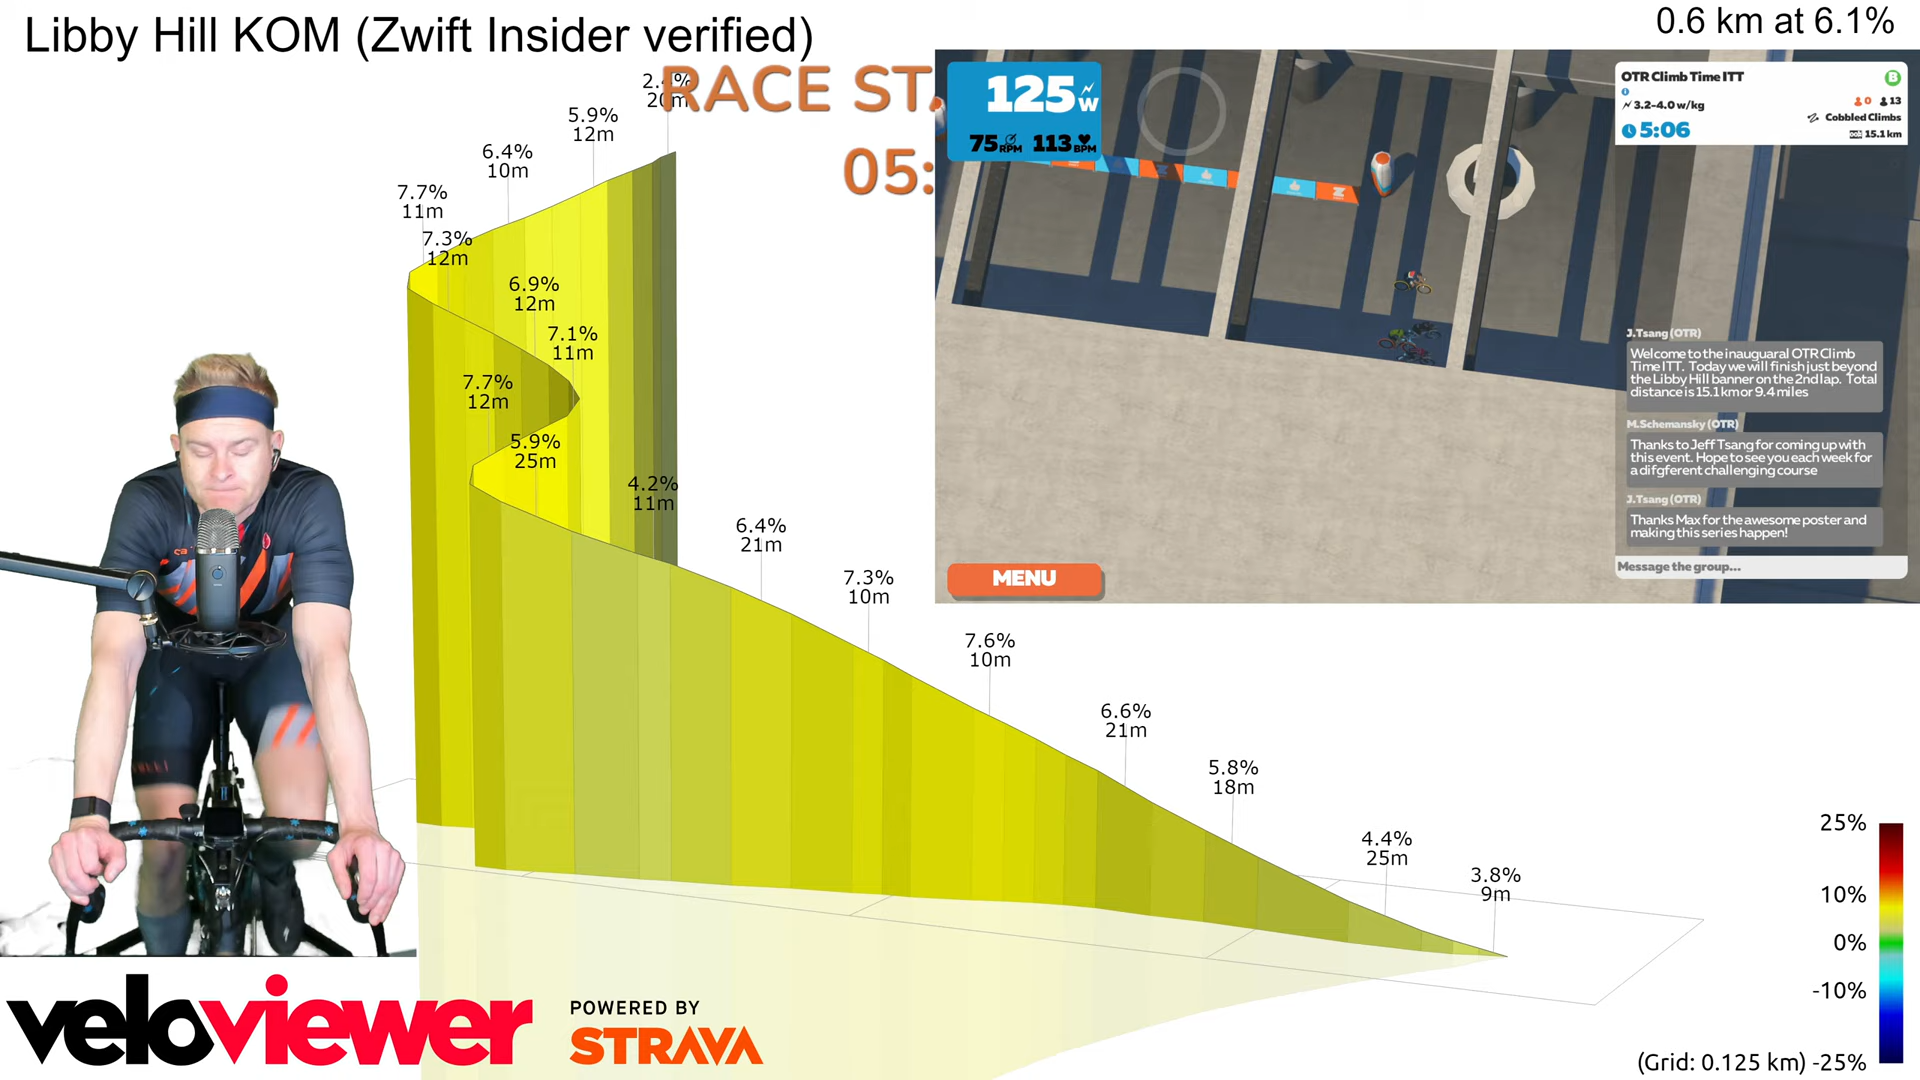 Libby Hill KOM (Zwift Insider verified)
0.6 km at 6.1%
RACE ST
05:
2.4%
20m
5.9%
12m
6.4%
10m
7.7%
11m
7.3%
12m
6.9%
12m
7.1%
11m
7.7%
12m
5.9%
25m
4.2%
11m
6.4%
21m
7.3%
10m
7.6%
10m
6.6%
21m
5.8%
18m
4.4%
25m
3.8%
9m
125 W
75 RPM 113 BPM
OTR Climb Time ITT
B
3.2-4.0 w/kg
0 13
Cobbled Climbs
5:06
15.1 km
J.Tsang (OTR)
Welcome to the inauguaral OTR Climb
Time ITT. Today we will finish just beyond
the Libby Hill banner on the 2nd lap. Total
distance is 15.1 km or 9.4 miles
M.Schemansky (OTR)
Thanks to Jeff Tsang for coming up with
this event. Hope to see you each week for
a difgferent challenging course
J.Tsang (OTR)
Thanks Max for the awesome poster and
making this series happen!
Message the group...
MENU
25%
10%
0%
-10%
-25%
(Grid: 0.125 km)
veloviewer
POWERED BY
STRAVA